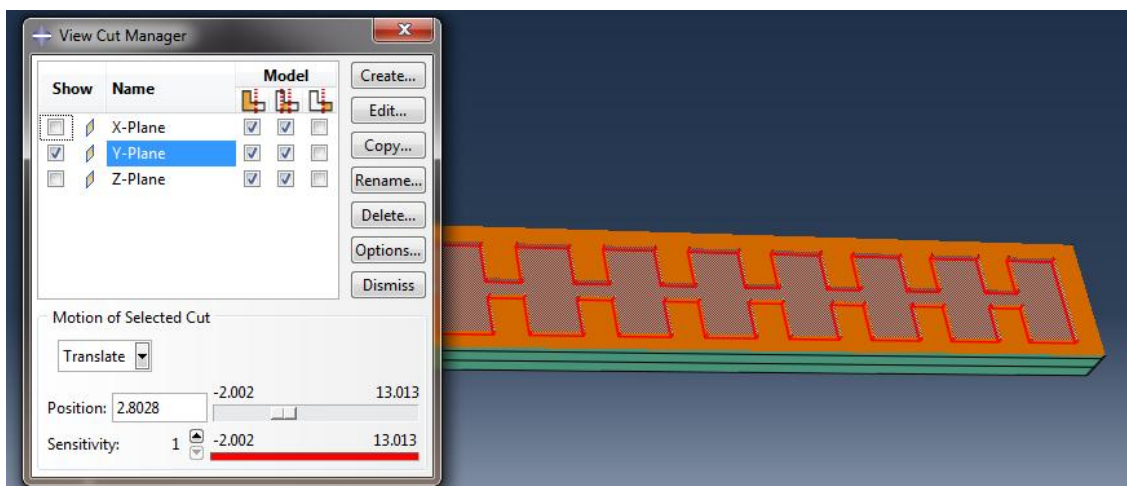 View Cut Manager
Model
Show Name
X-Plane
Y-Plane
Z-Plane
Create...
Edit...
Copy...
Rename...
Delete...
Options...
Dismiss
Motion of Selected Cut
Translate
Position: 2.8028 -2.002 13.013
Sensitivity: 1 -2.002 13.013